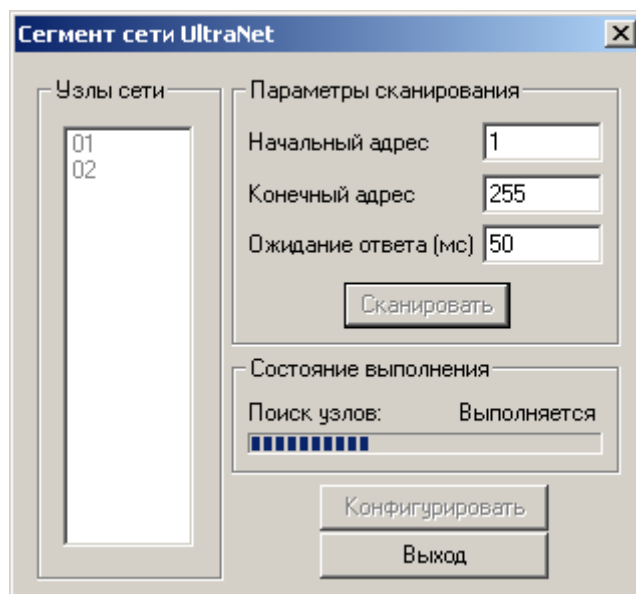 Сегмент сети UltraNet
Узлы сети
01
02
Параметры сканирования
Начальный адрес 1
Конечный адрес 255
Ожидание ответа (мс) 50
Сканировать
Состояние выполнения
Поиск узлов: Выполняется
Конфигурировать
Выход